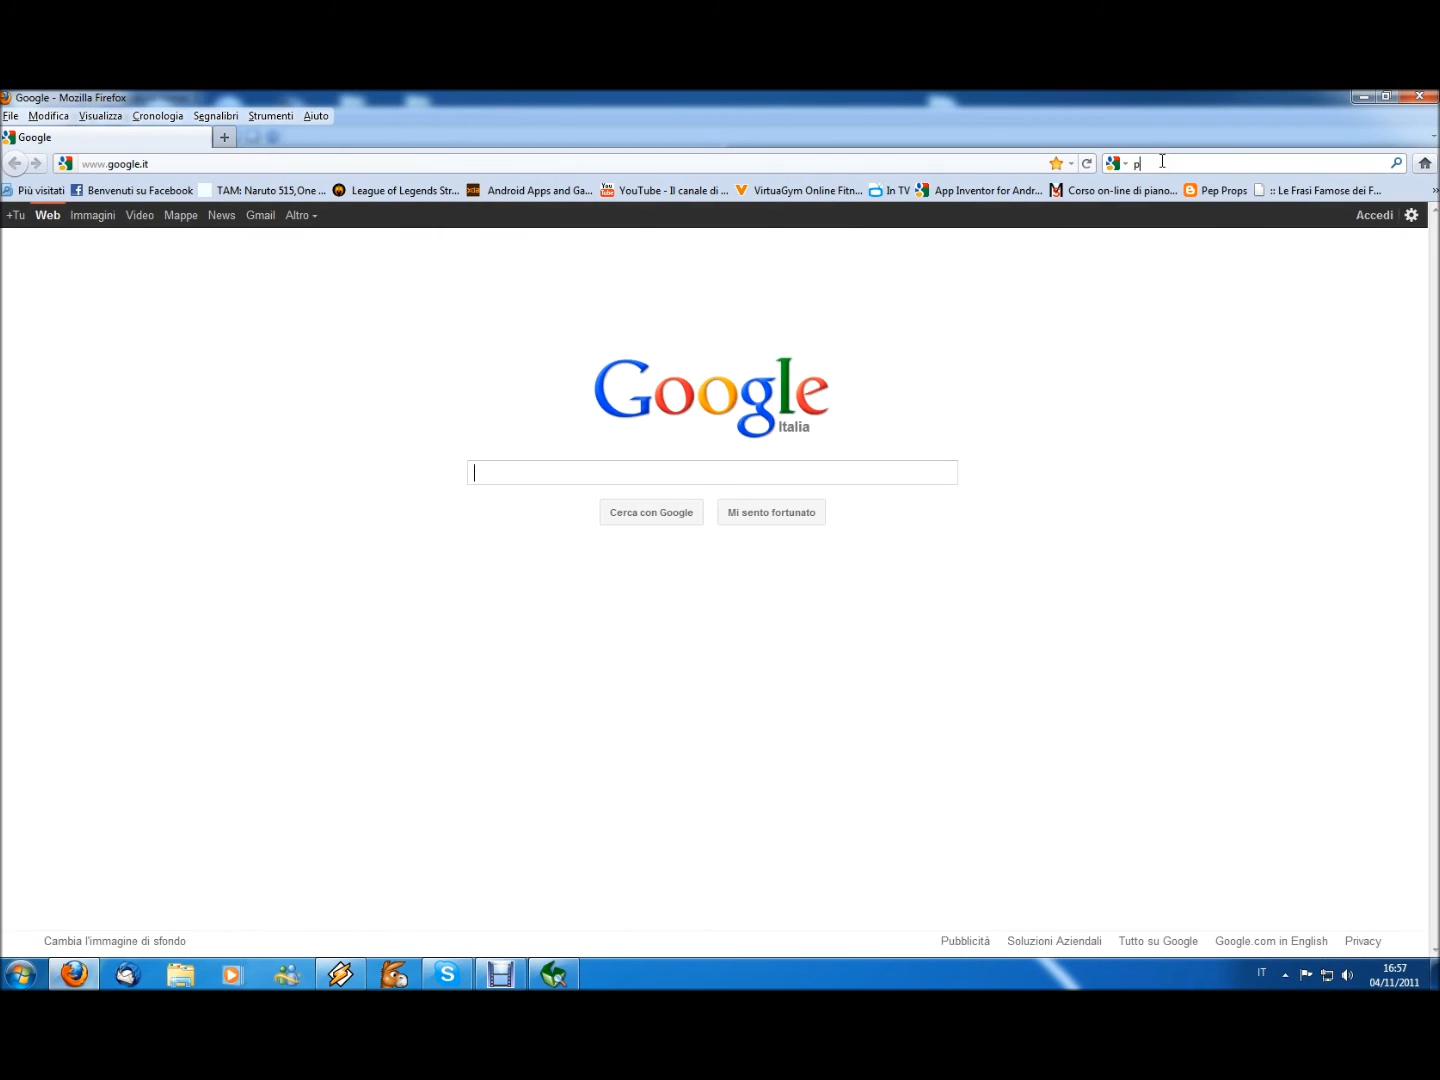 Google - Mozilla Firefox
File Modifica Visualizza Cronologia Segnalibri Strumenti Aiuto
Google
www.google.it p
Più visitati Benvenuti su Facebook TAM: Naruto 515,One ... League of Legends Str... Android Apps and Ga... YouTube - Il canale di ... VirtuaGym Online Fitn... In TV App Inventor for Andr... Corso on-line di piano... Pep Props :: Le Frasi Famose dei F... »
+Tu Web Immagini Video Mappe News Gmail Altro Accedi
Google
Italia
Cerca con Google Mi sento fortunato
Cambia l'immagine di sfondo Pubblicità Soluzioni Aziendali Tutto su Google Google.com in English Privacy
IT 16:57
04/11/2011